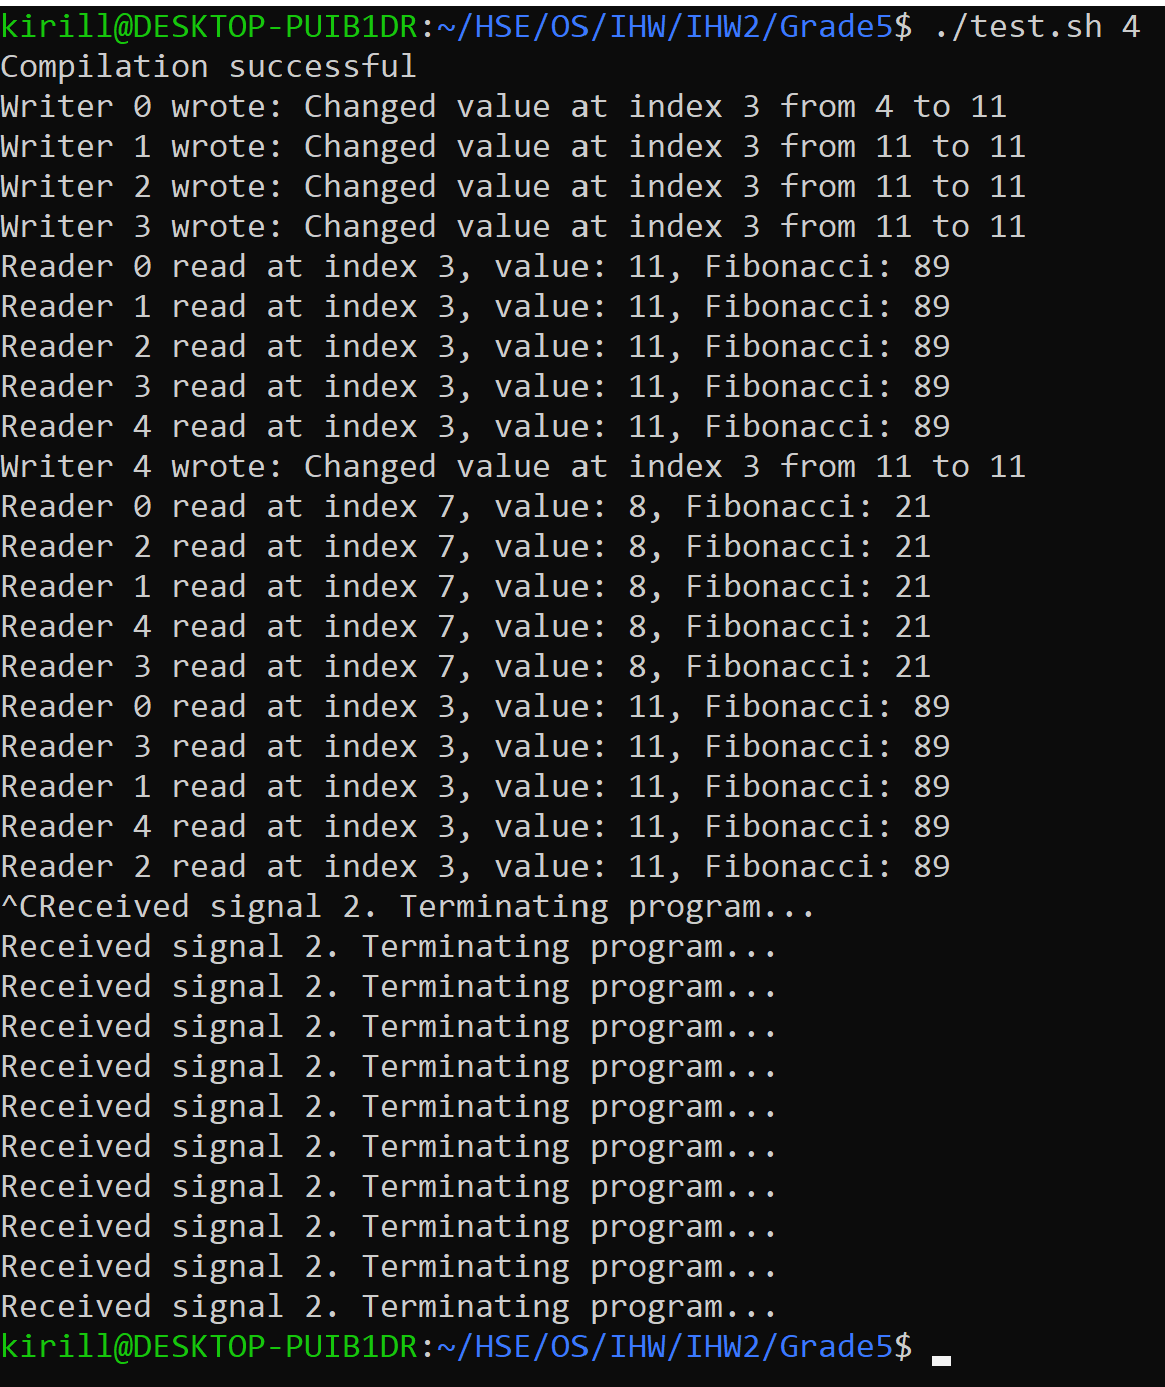 kirill@DESKTOP-PUIB1DR:~/HSE/OS/IHW/IHW2/Grade5$ ./test.sh 4
Compilation successful
Writer 0 wrote: Changed value at index 3 from 4 to 11
Writer 1 wrote: Changed value at index 3 from 11 to 11
Writer 2 wrote: Changed value at index 3 from 11 to 11
Writer 3 wrote: Changed value at index 3 from 11 to 11
Reader 0 read at index 3, value: 11, Fibonacci: 89
Reader 1 read at index 3, value: 11, Fibonacci: 89
Reader 2 read at index 3, value: 11, Fibonacci: 89
Reader 3 read at index 3, value: 11, Fibonacci: 89
Reader 4 read at index 3, value: 11, Fibonacci: 89
Writer 4 wrote: Changed value at index 3 from 11 to 11
Reader 0 read at index 7, value: 8, Fibonacci: 21
Reader 2 read at index 7, value: 8, Fibonacci: 21
Reader 1 read at index 7, value: 8, Fibonacci: 21
Reader 4 read at index 7, value: 8, Fibonacci: 21
Reader 3 read at index 7, value: 8, Fibonacci: 21
Reader 0 read at index 3, value: 11, Fibonacci: 89
Reader 3 read at index 3, value: 11, Fibonacci: 89
Reader 1 read at index 3, value: 11, Fibonacci: 89
Reader 4 read at index 3, value: 11, Fibonacci: 89
Reader 2 read at index 3, value: 11, Fibonacci: 89
^CReceived signal 2. Terminating program...
Received signal 2. Terminating program...
Received signal 2. Terminating program...
Received signal 2. Terminating program...
Received signal 2. Terminating program...
Received signal 2. Terminating program...
Received signal 2. Terminating program...
Received signal 2. Terminating program...
Received signal 2. Terminating program...
Received signal 2. Terminating program...
Received signal 2. Terminating program...
kirill@DESKTOP-PUIB1DR:~/HSE/OS/IHW/IHW2/Grade5$